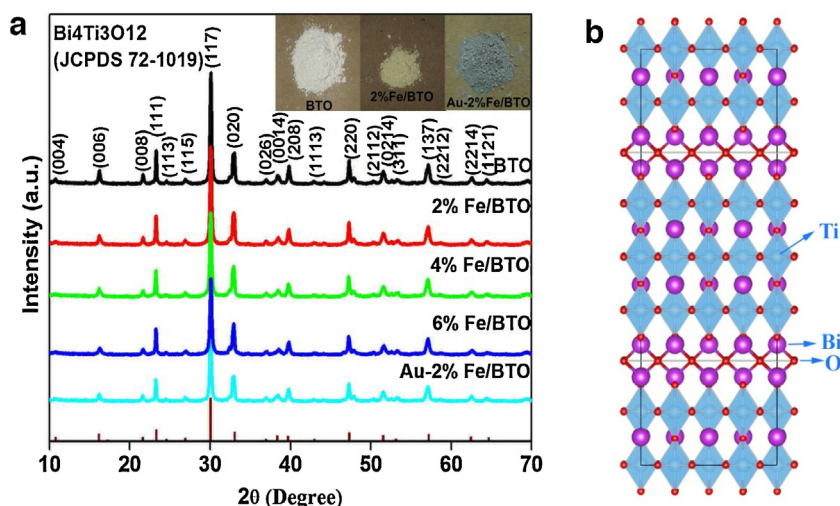 a
b
Bi4Ti3O12
(JCPDS 72-1019)
BTO
2%Fe/BTO
Au-2%Fe/BTO
(004)
(006)
(008)
(111)
(113)
(115)
(117)
(020)
(026)
(0014)
(208)
(1113)
(220)
(2112)
(0214)
(311)
(137)
(2212)
(2214)
(1121)
BTO
2% Fe/BTO
4% Fe/BTO
6% Fe/BTO
Au-2% Fe/BTO
Intensity (a.u.)
10 20 30 40 50 60 70
2θ (Degree)
Ti
Bi
O